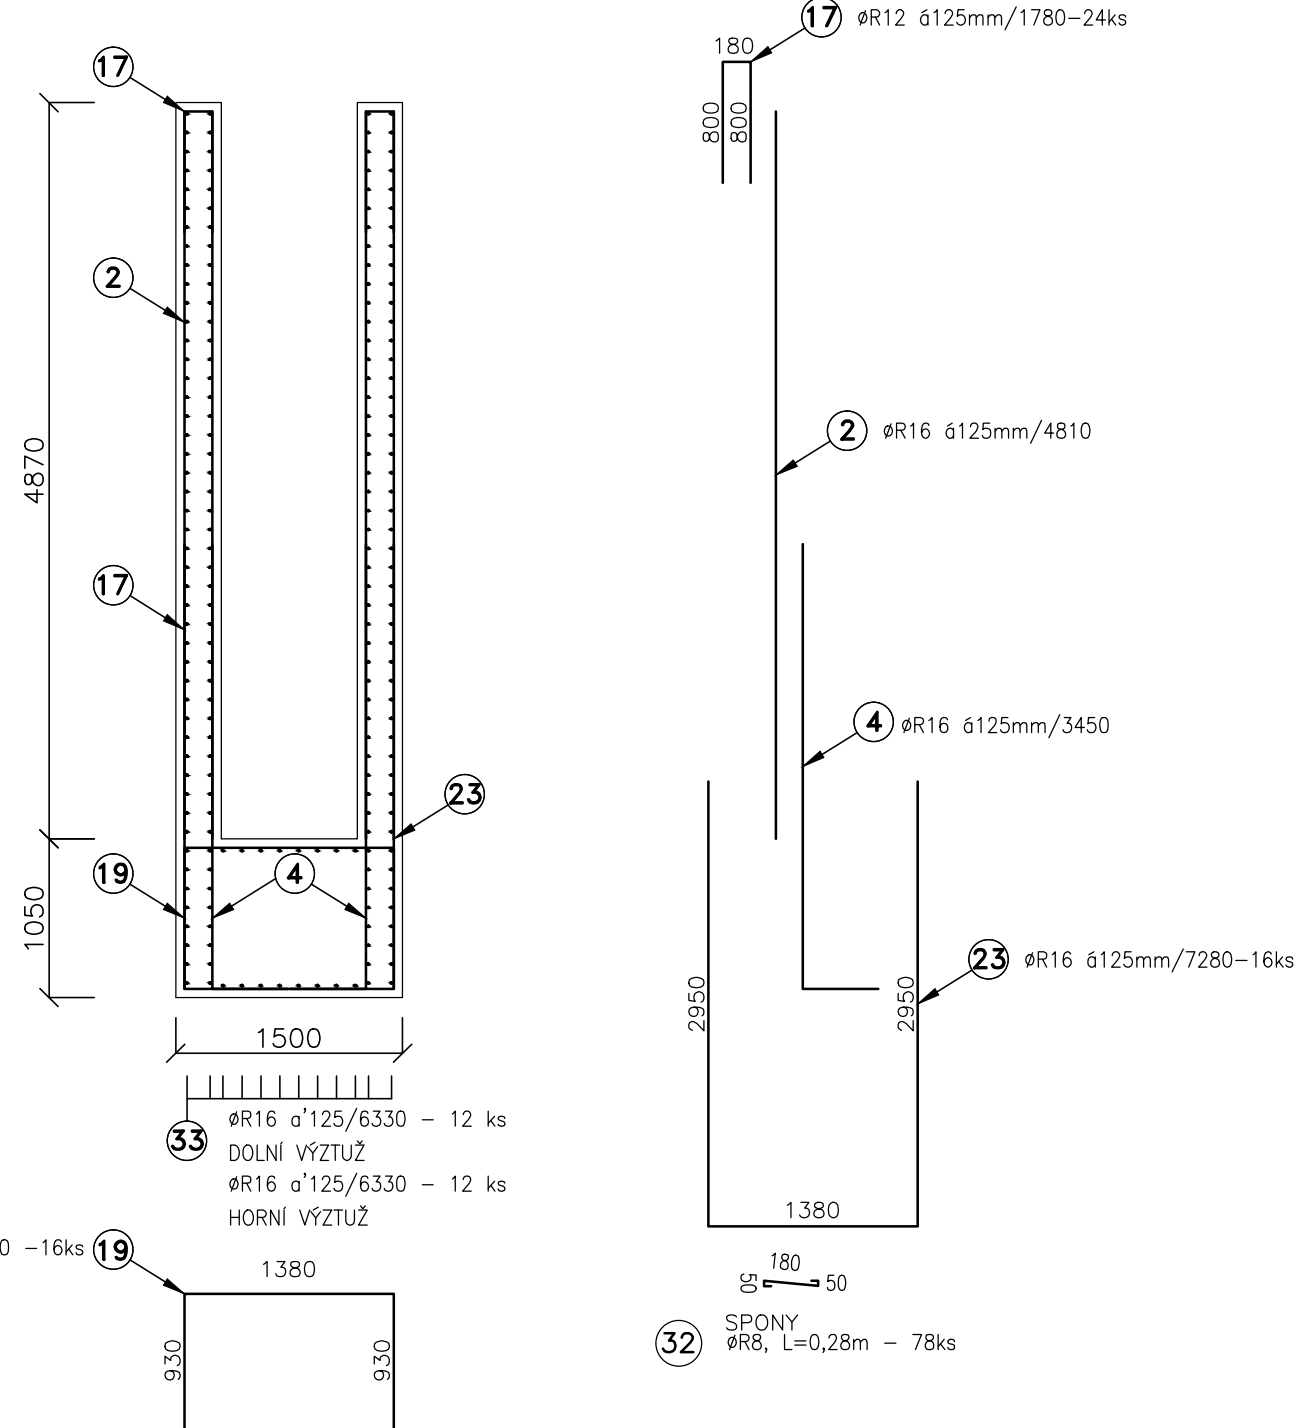 17 øR12 á125mm/1780-24ks
180
17
800
800
2
4870
2 øR16 á125mm/4810
17
4 øR16 á125mm/3450
23
19
4
1050
23 øR16 á125mm/7280-16ks
2950
2950
1500
33
øR16 a'125/6330 - 12 ks
DOLNÍ VÝZTUŽ
øR16 a'125/6330 - 12 ks
HORNÍ VÝZTUŽ
1380
0 -16ks 19
1380
180
50
50
SPONY
32 øR8, L=0,28m - 78ks
930
930